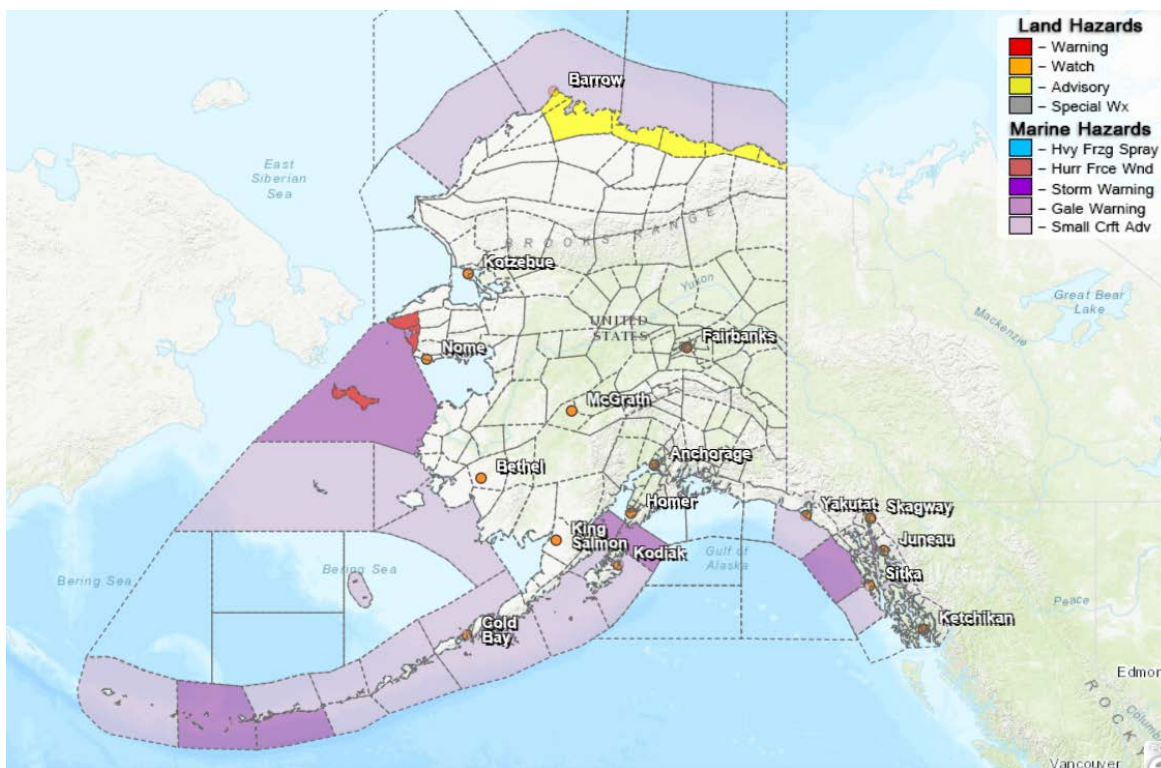 Land Hazards
– Warning
– Watch
– Advisory
– Special Wx
Marine Hazards
– Hvy Frzg Spray
– Hurr Frce Wnd
– Storm Warning
– Gale Warning
– Small Crft Adv
Barrow
East
Siberian
Sea
BROOKS RANGE
Kotzebue
Yukon
Great Bear
Lake
Mackenzie
UNITED
STATES
Fairbanks
Nome
McGrath
Anchorage
Bethel
Homer
Yakutat
Skagway
King
Salmon
Kodiak
Gulf of
Alaska
Juneau
Bering Sea
Bering Sea
Sitka
Peace
Cold
Bay
Ketchikan
Edmon
ROCKY
Columbia
Vancouver